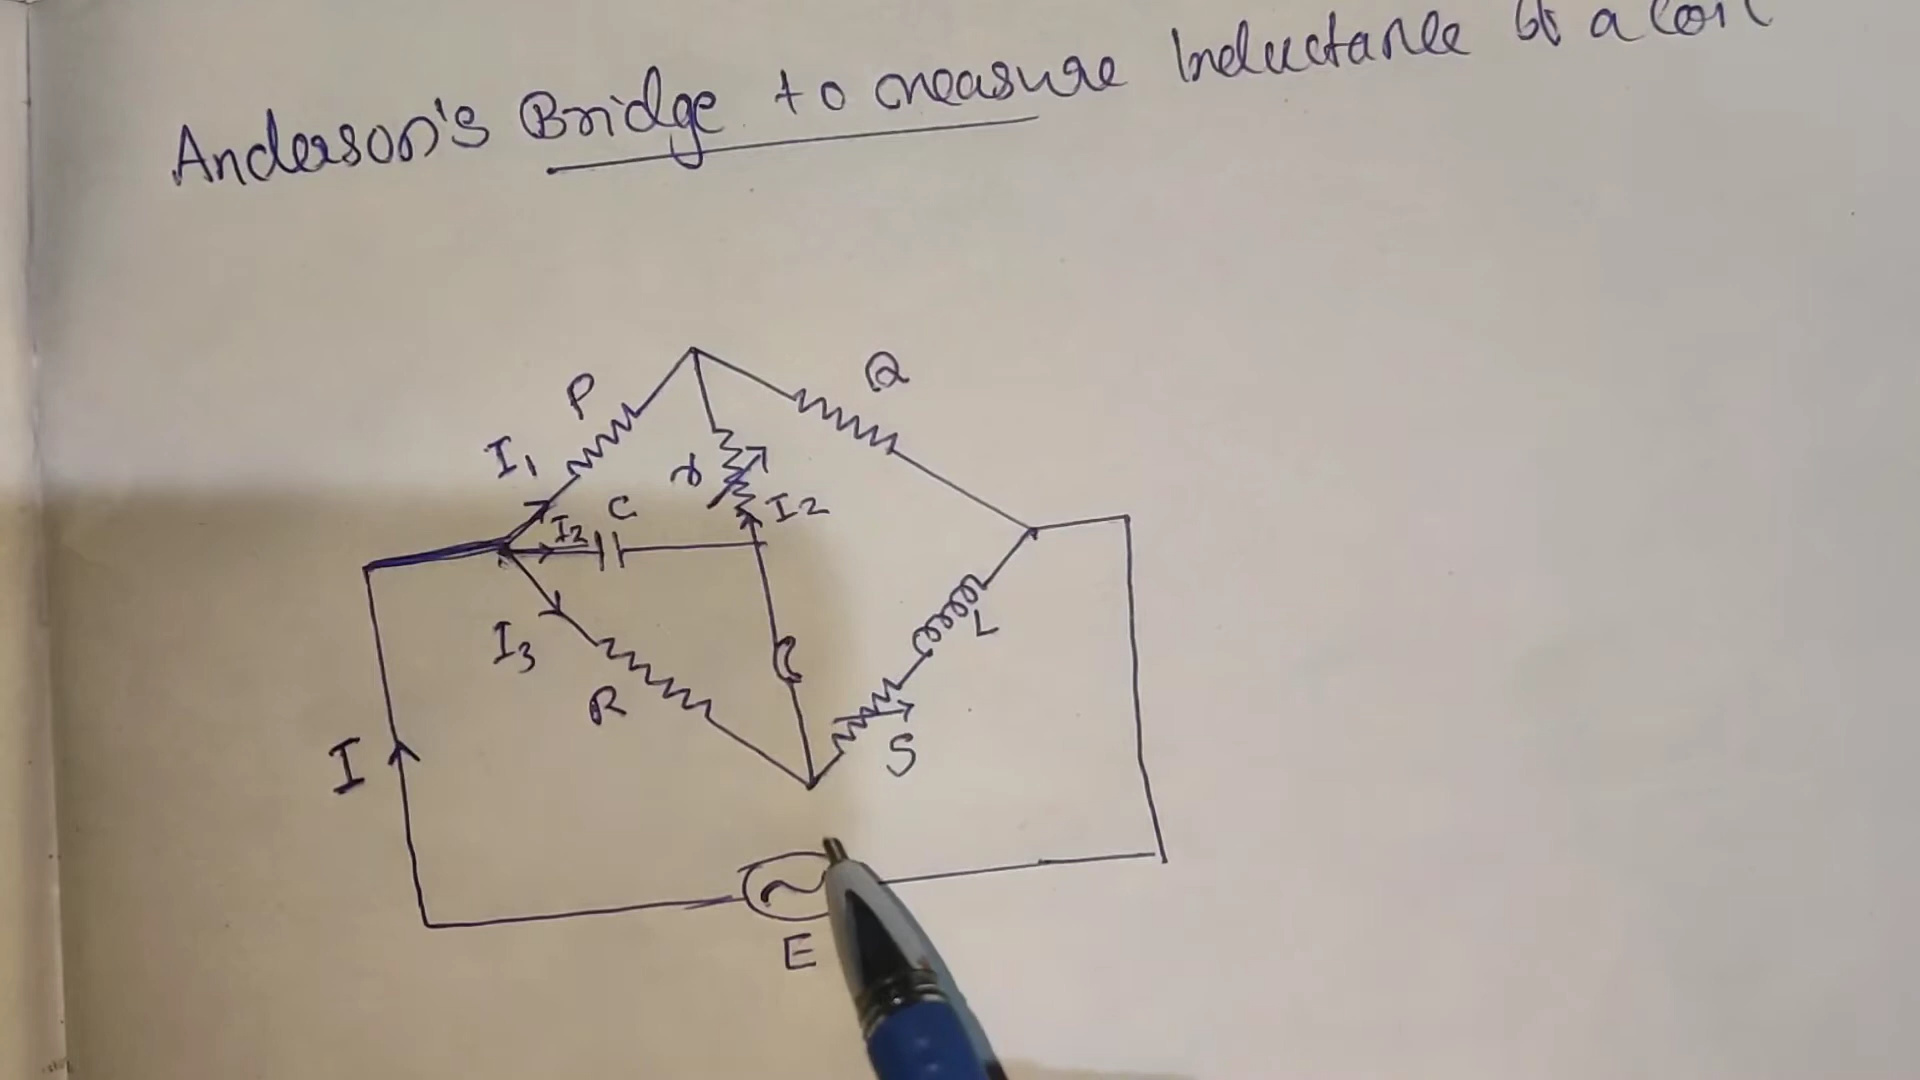 Anderson's Bridge to measure Inductance of a Coil
P
Q
I1
r
I2
C
I2
I3
R
L
S
I
E